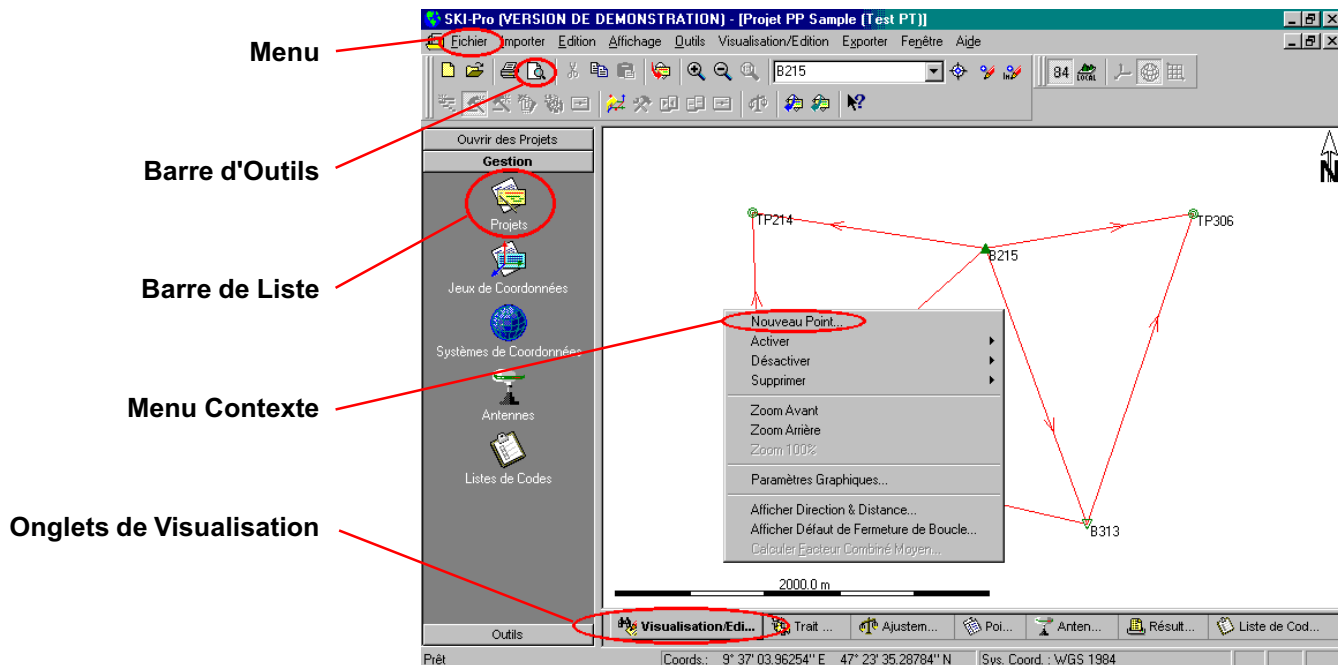 SKI-Pro (VERSION DE DEMONSTRATION) - [Projet PP Sample (Test PT)]
Menu
Fichier Importer Edition Affichage Outils Visualisation/Edition Exporter Fenêtre Aide
B215
84
LOCAL
Ouvrir des Projets
Gestion
N
Barre d'Outils
Projets
TP214
TP306
B215
Barre de Liste
Jeux de Coordonnées
Nouveau Point...
Activer
Désactiver
Supprimer
Systèmes de Coordonnées
Menu Contexte
Antennes
Zoom Avant
Zoom Arrière
Zoom 100%
Listes de Codes
Paramètres Graphiques...
Afficher Direction & Distance...
Afficher Défaut de Fermeture de Boucle...
Calculer Facteur Combiné Moyen...
Onglets de Visualisation
B313
2000.0 m
Outils
Visualisation/Edi... Trait ... Ajustem... Poi... Anten... Résult... Liste de Cod...
Prêt
Coords.: 9° 37' 03.96254'' E 47° 23' 35.28784'' N Sys. Coord. : WGS 1984